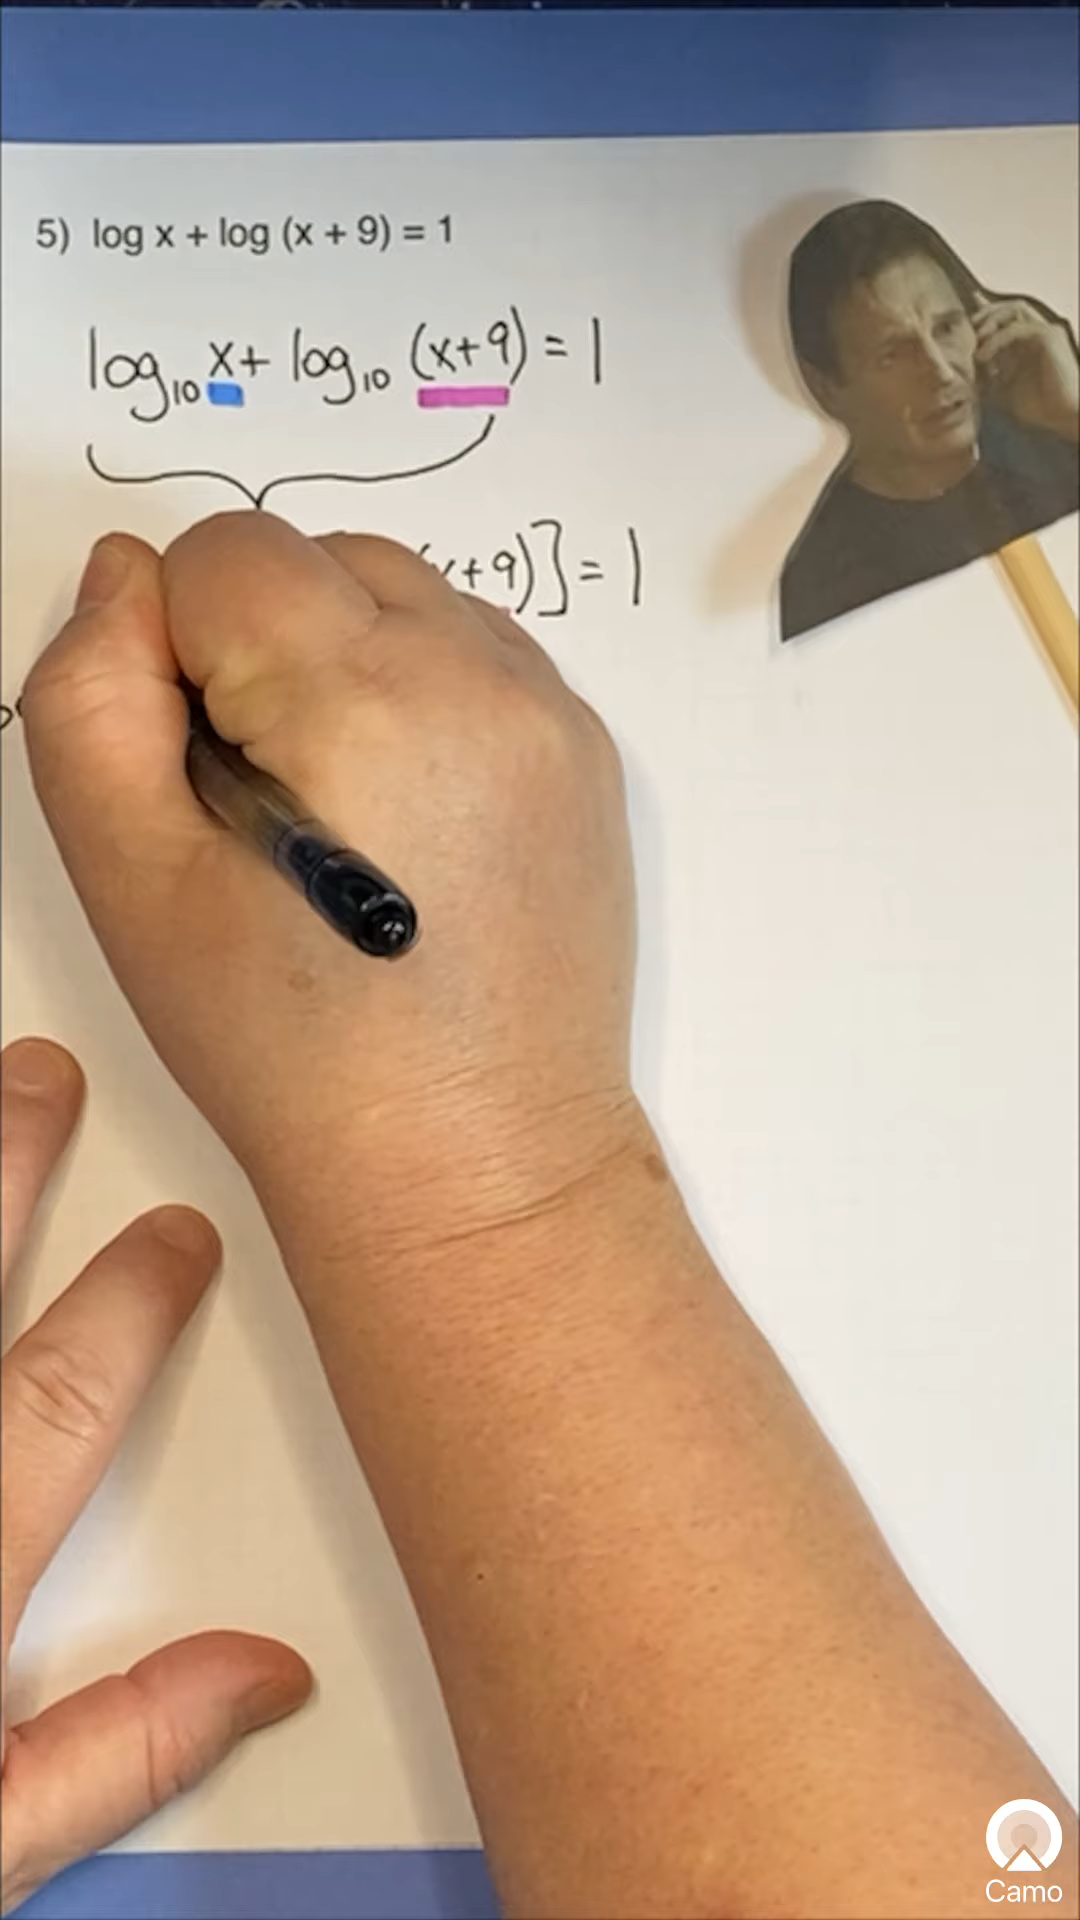 5) log x + log (x + 9) = 1
log₁₀ x + log₁₀ (x+9) = 1
x+9)] = 1
Camo